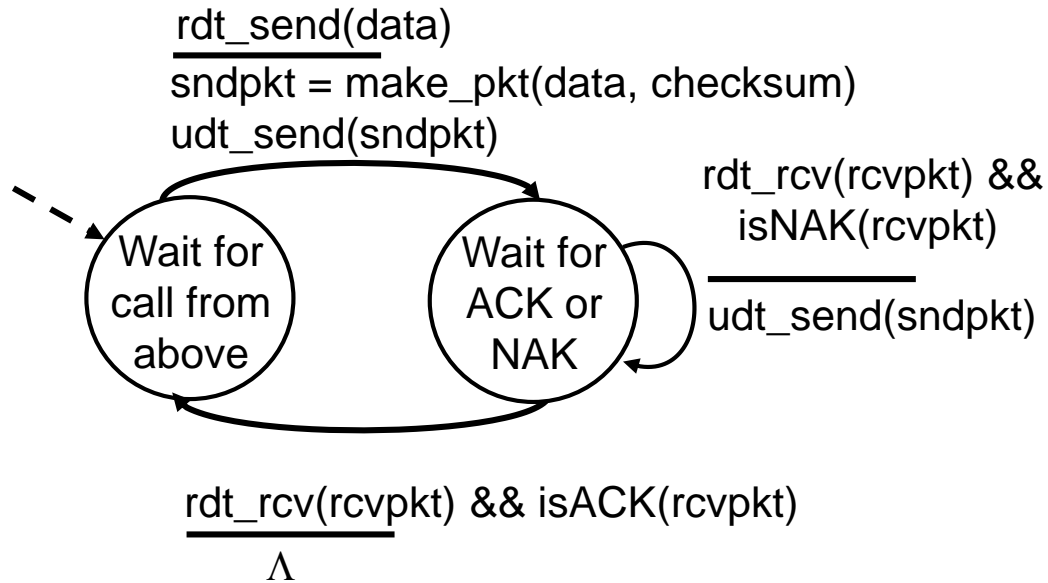 rdt_send(data)
sndpkt = make_pkt(data, checksum)
udt_send(sndpkt)
rdt_rcv(rcvpkt) &&
isNAK(rcvpkt)
udt_send(sndpkt)
Wait for
call from
above
Wait for
ACK or
NAK
rdt_rcv(rcvpkt) && isACK(rcvpkt)
Λ